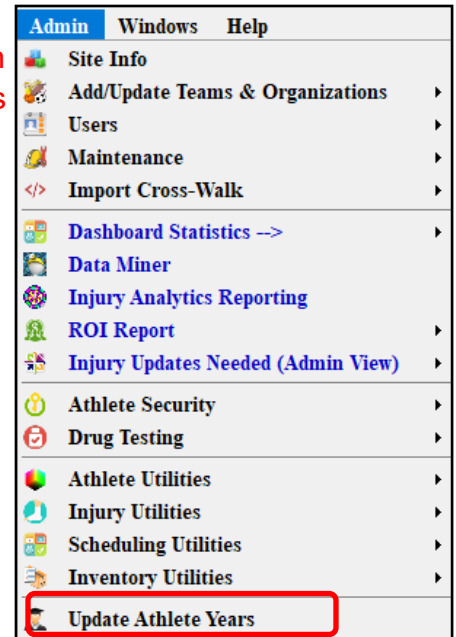 Admin Windows Help
Site Info
Add/Update Teams & Organizations
Users
Maintenance
</> Import Cross-Walk
Dashboard Statistics -->
Data Miner
Injury Analytics Reporting
ROI Report
Injury Updates Needed (Admin View)
Athlete Security
Drug Testing
Athlete Utilities
Injury Utilities
Scheduling Utilities
Inventory Utilities
Update Athlete Years